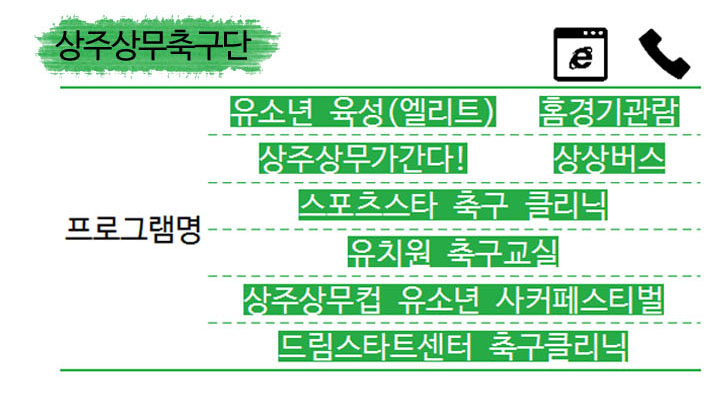 상주상무축구단
유소년 육성(엘리트) 홈경기관람
상주상무가간다! 상상버스
스포츠스타 축구 클리닉
프로그램명
유치원 축구교실
상주상무컵 유소년 사커페스티벌
드림스타트센터 축구클리닉